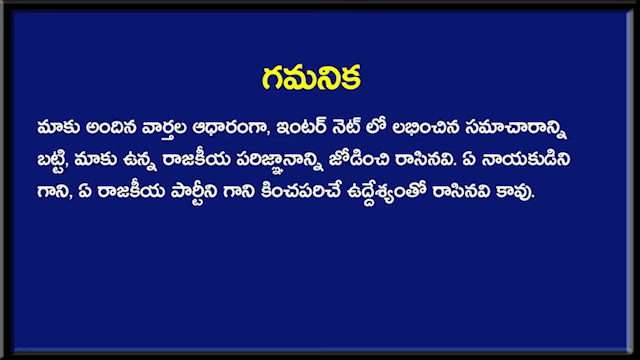 గమనిక
మాకు అందిన వార్తల ఆధారంగా, ఇంటర్ నెట్ లో లభించిన సమాచారాన్ని
బట్టి, మాకు ఉన్న రాజకీయ పరిజ్ఞానాన్ని జోడించి రాసినవి. ఏ నాయకుడిని
గాని, ఏ రాజకీయ పార్టీని గాని కించపరిచే ఉద్దేశ్యంతో రాసినవి కావు.